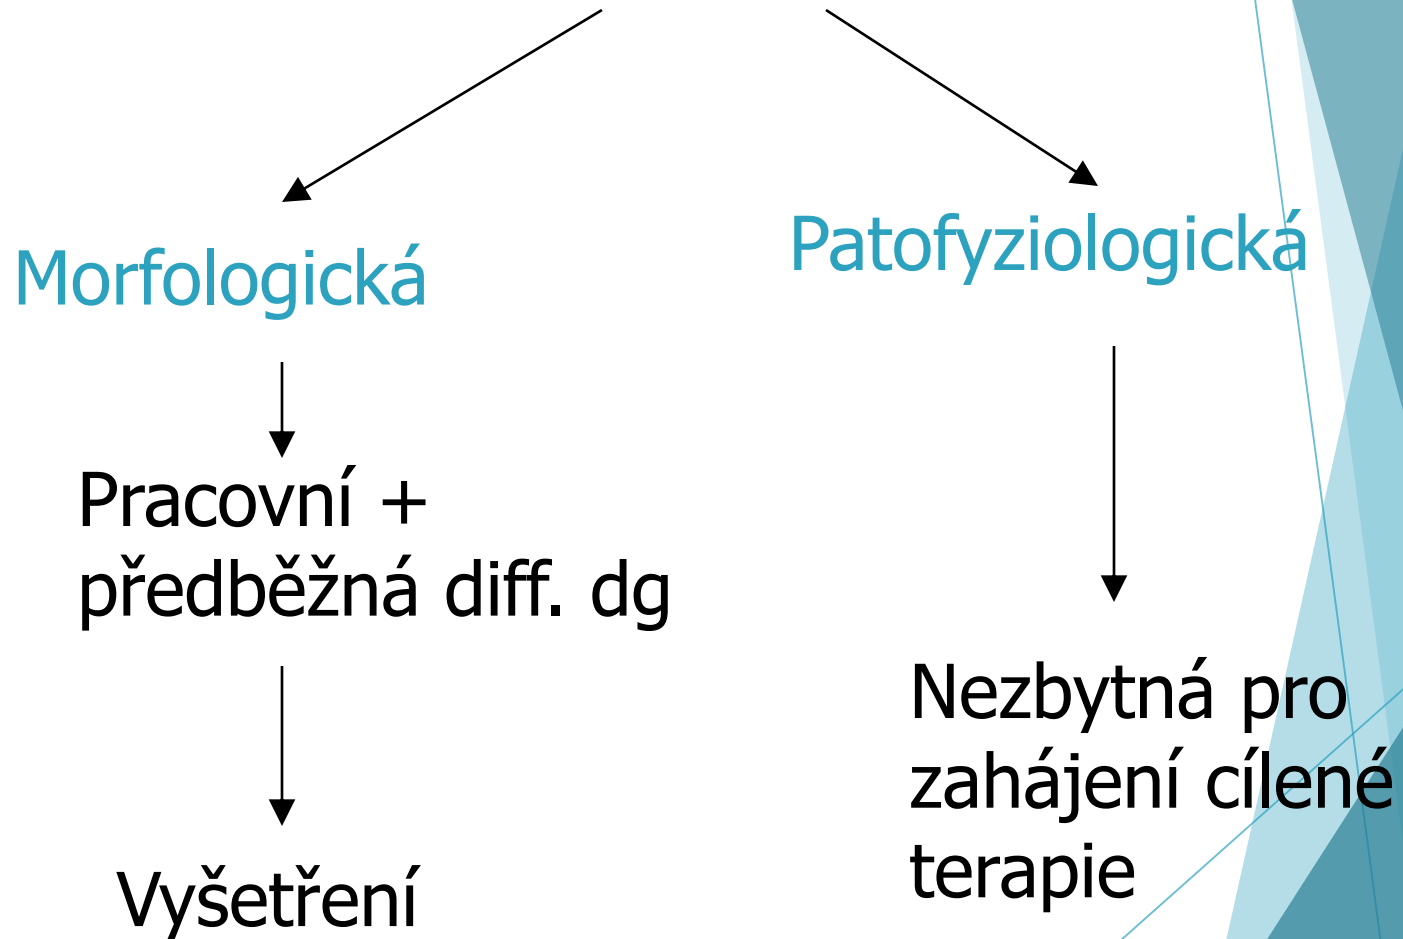 Morfologická
Patofyziologická
Pracovní +
předběžná diff. dg
Nezbytná pro
zahájení cílené
terapie
Vyšetření